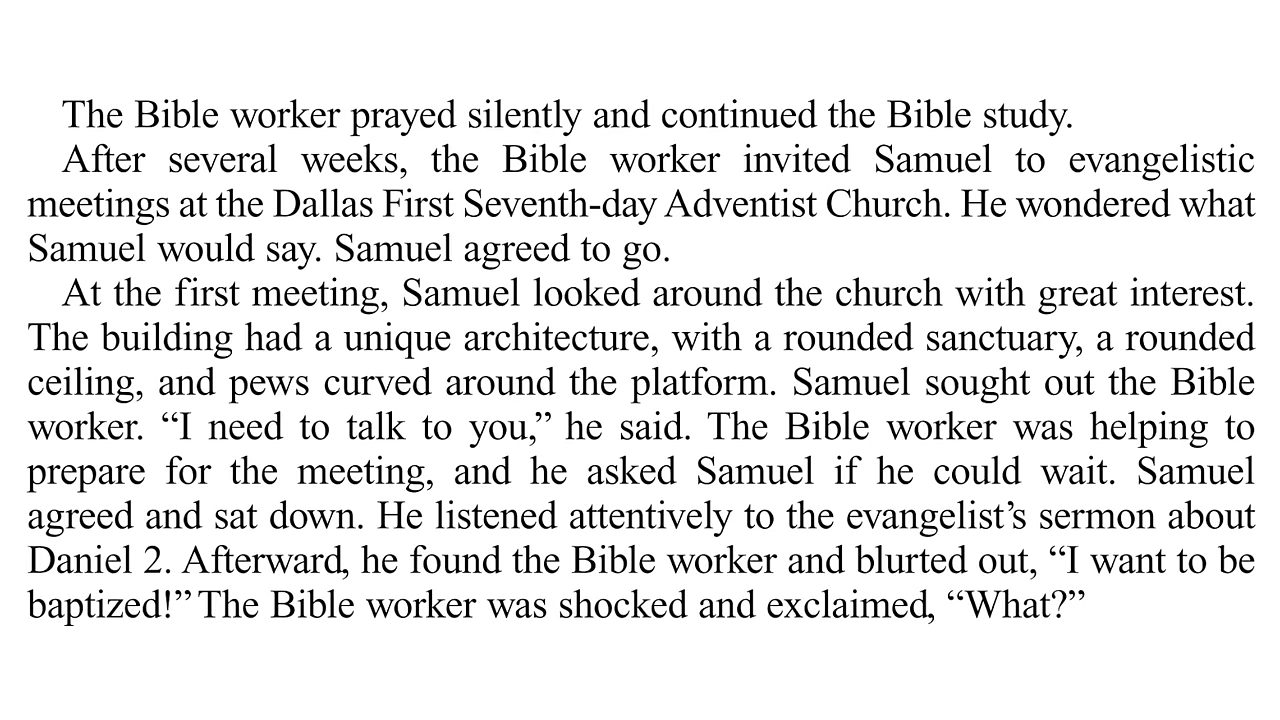 The Bible worker prayed silently and continued the Bible study.
After several weeks, the Bible worker invited Samuel to evangelistic
meetings at the Dallas First Seventh-day Adventist Church. He wondered what
Samuel would say. Samuel agreed to go.
At the first meeting, Samuel looked around the church with great interest.
The building had a unique architecture, with a rounded sanctuary, a rounded
ceiling, and pews curved around the platform. Samuel sought out the Bible
worker. “I need to talk to you,” he said. The Bible worker was helping to
prepare for the meeting, and he asked Samuel if he could wait. Samuel
agreed and sat down. He listened attentively to the evangelist’s sermon about
Daniel 2. Afterward, he found the Bible worker and blurted out, “I want to be
baptized!” The Bible worker was shocked and exclaimed, “What?”